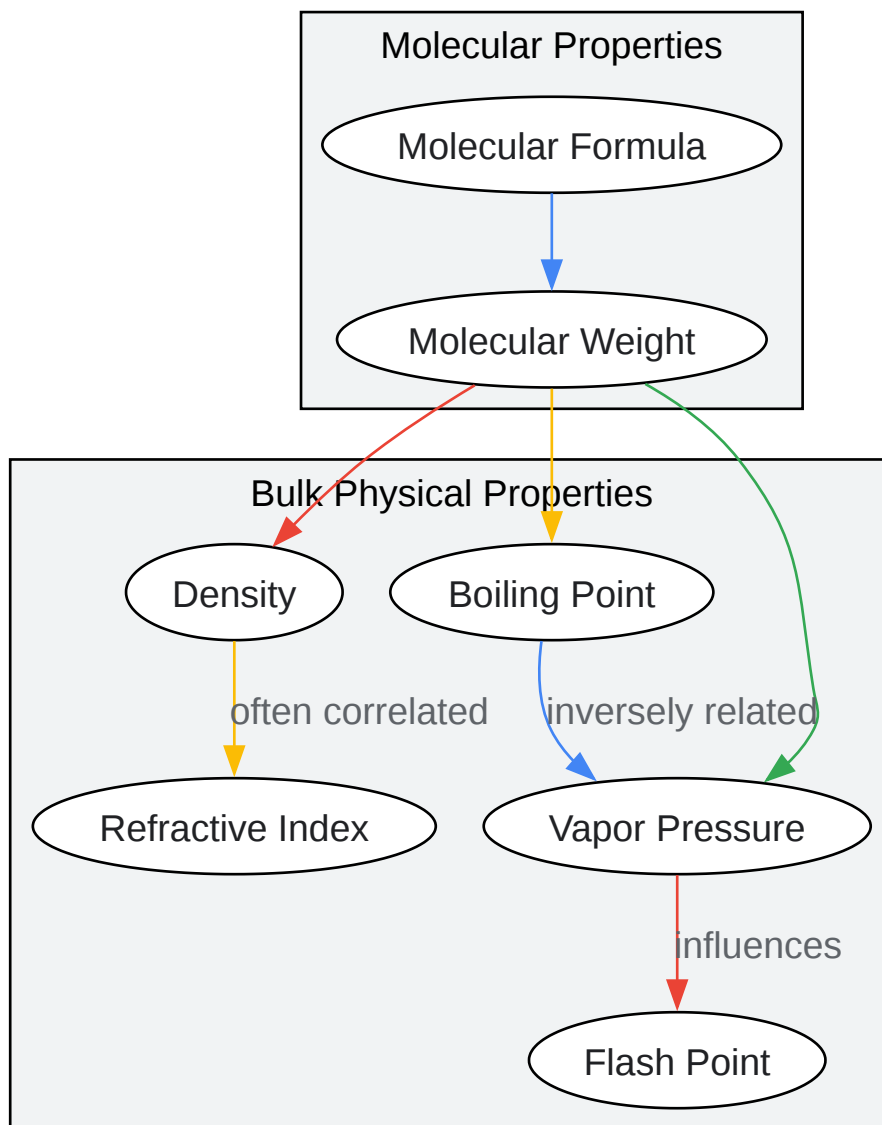 Molecular Properties
Molecular Formula
Molecular Weight
Bulk Physical Properties
Density
Boiling Point
often correlated
inversely related
Refractive Index
Vapor Pressure
influences
Flash Point